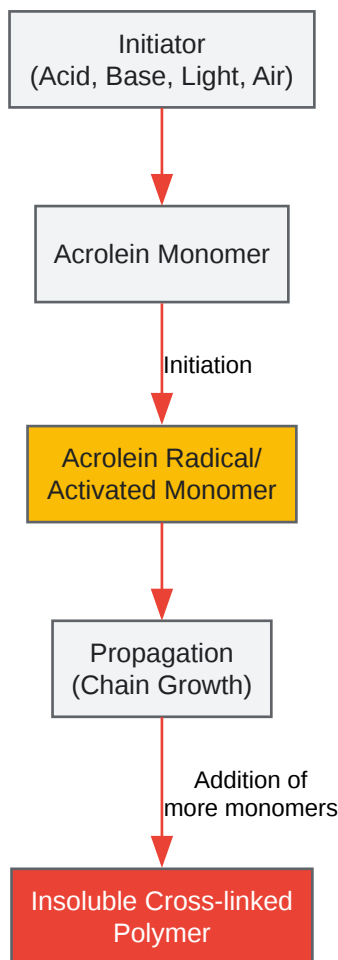 Initiator
(Acid, Base, Light, Air)
Acrolein Monomer
Initiation
Acrolein Radical/
Activated Monomer
Propagation
(Chain Growth)
Addition of
more monomers
Insoluble Cross-linked
Polymer